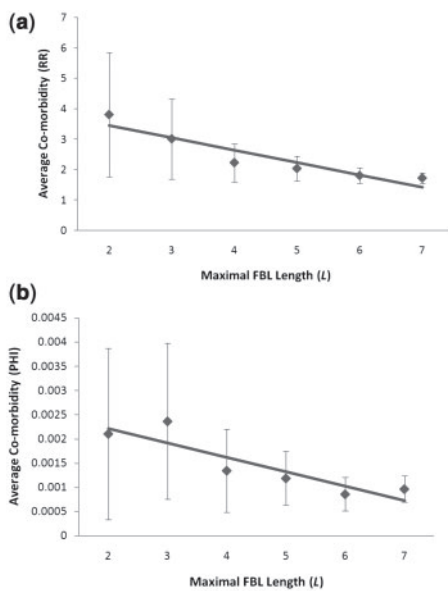 (a)
Average Co-morbidity (RR)
7
6
5
4
3
2
1
0
2 3 4 5 6 7
Maximal FBL Length (L)
(b)
Average Co-morbidity (PHI)
0.0045
0.004
0.0035
0.003
0.0025
0.002
0.0015
0.001
0.0005
0
2 3 4 5 6 7
Maximal FBL Length (L)